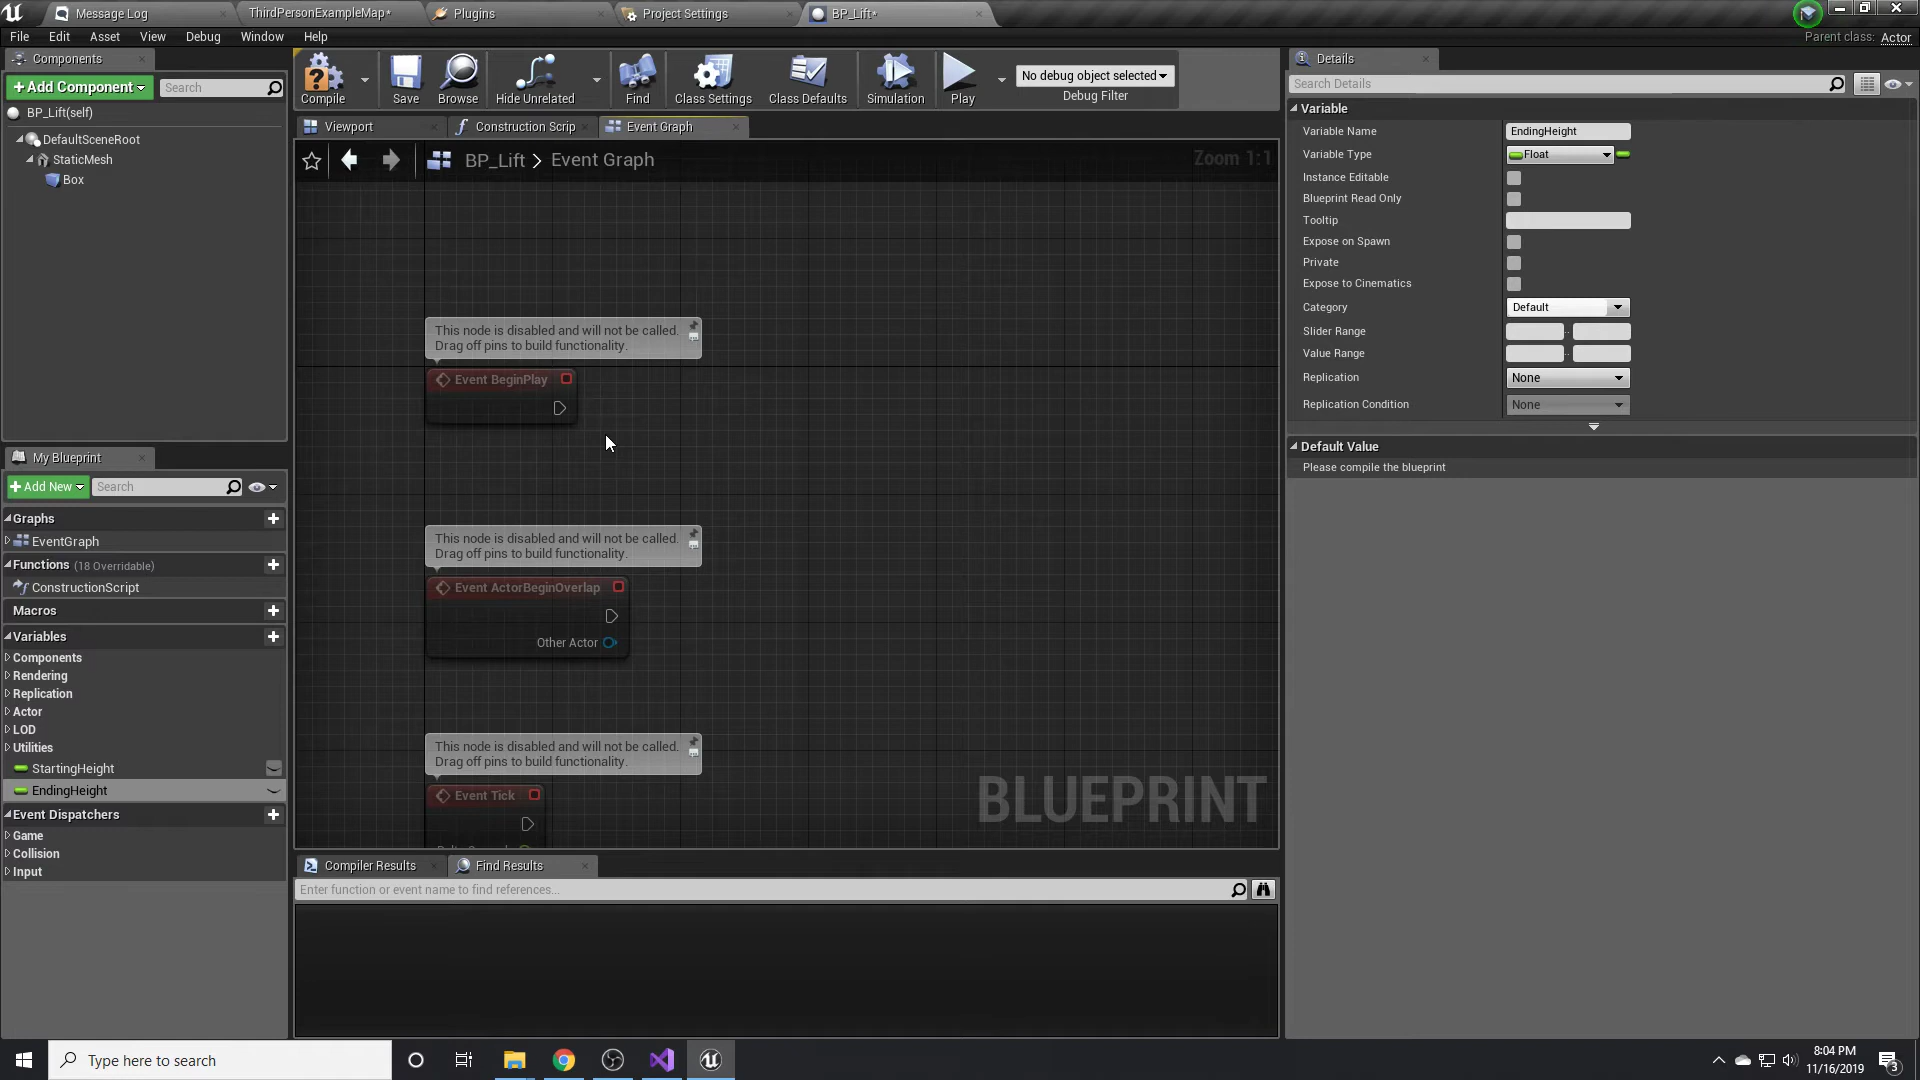 Message Log
ThirdPersonExampleMap*
Plugins
Project Settings
BP_Lift*
File Edit Asset View Debug Window Help
Parent class: Actor
Components
+Add Component
Search
BP_Lift(self)
DefaultSceneRoot
StaticMesh
Box
Compile
Save
Browse
Hide Unrelated
Find
Class Settings
Class Defaults
Simulation
Play
No debug object selected
Debug Filter
Viewport
Construction Scrip
Event Graph
BP_Lift > Event Graph
Zoom 1:1
This node is disabled and will not be called.
Drag off pins to build functionality.
Event BeginPlay
This node is disabled and will not be called.
Drag off pins to build functionality.
Event ActorBeginOverlap
Other Actor
This node is disabled and will not be called.
Drag off pins to build functionality.
Event Tick
BLUEPRINT
My Blueprint
+Add New
Search
Graphs
EventGraph
Functions (18 Overridable)
ConstructionScript
Macros
Variables
Components
Rendering
Replication
Actor
LOD
Utilities
StartingHeight
EndingHeight
Event Dispatchers
Game
Collision
Input
Compiler Results
Find Results
Enter function or event name to find references...
Details
Search Details
Variable
Variable Name EndingHeight
Variable Type Float
Instance Editable
Blueprint Read Only
Tooltip
Expose on Spawn
Private
Expose to Cinematics
Category Default
Slider Range
Value Range
Replication None
Replication Condition None
Default Value
Please compile the blueprint
Type here to search
8:04 PM
11/16/2019
3